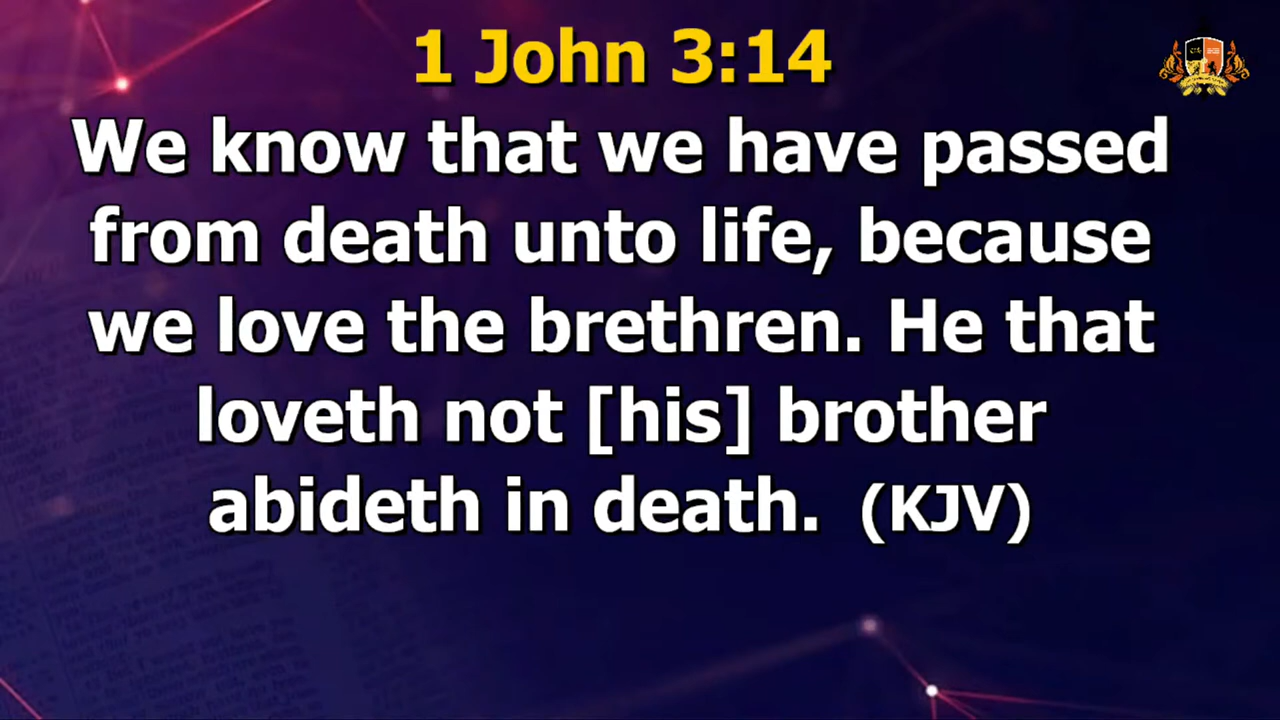 1 John 3:14
We know that we have passed
from death unto life, because
we love the brethren. He that
loveth not [his] brother
abideth in death.  (KJV)